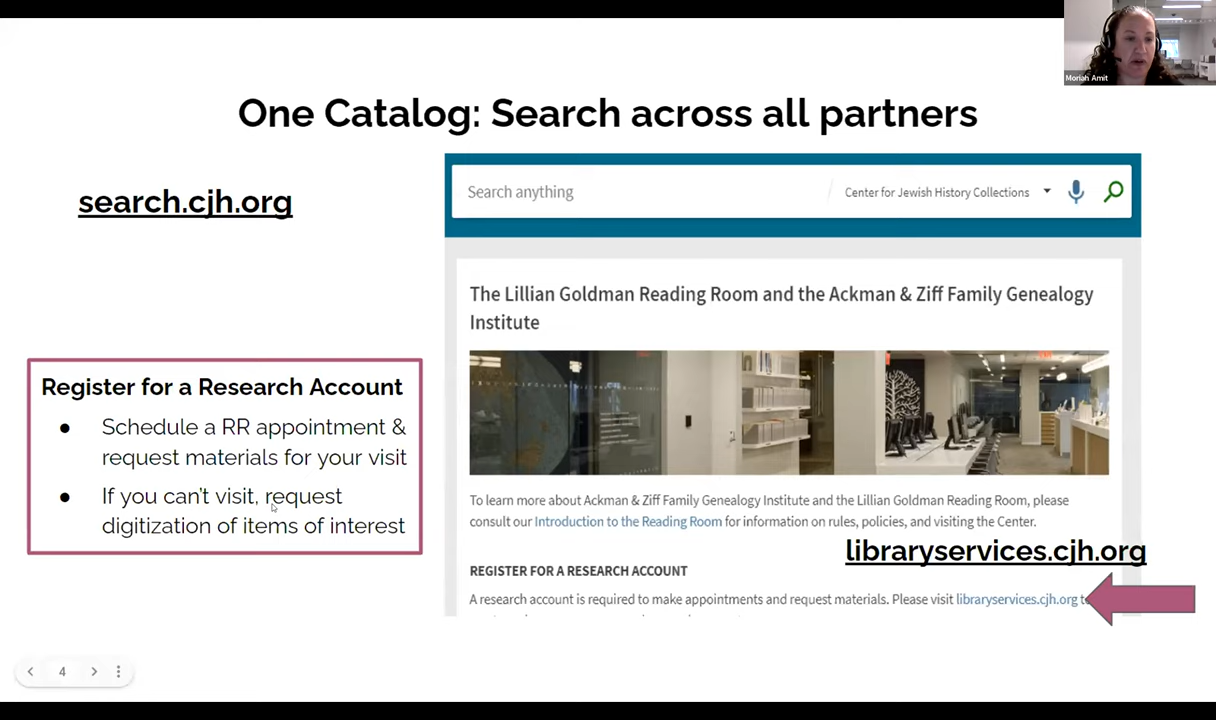 Moriah Amit
One Catalog: Search across all partners
search.cjh.org
Search anything
Center for Jewish History Collections
The Lillian Goldman Reading Room and the Ackman & Ziff Family Genealogy
Institute
Register for a Research Account
● Schedule a RR appointment &
request materials for your visit
● If you can't visit, request
digitization of items of interest
To learn more about Ackman & Ziff Family Genealogy Institute and the Lillian Goldman Reading Room, please
consult our Introduction to the Reading Room for information on rules, policies, and visiting the Center.
libraryservices.cjh.org
REGISTER FOR A RESEARCH ACCOUNT
A research account is required to make appointments and request materials. Please visit libraryservices.cjh.org
4